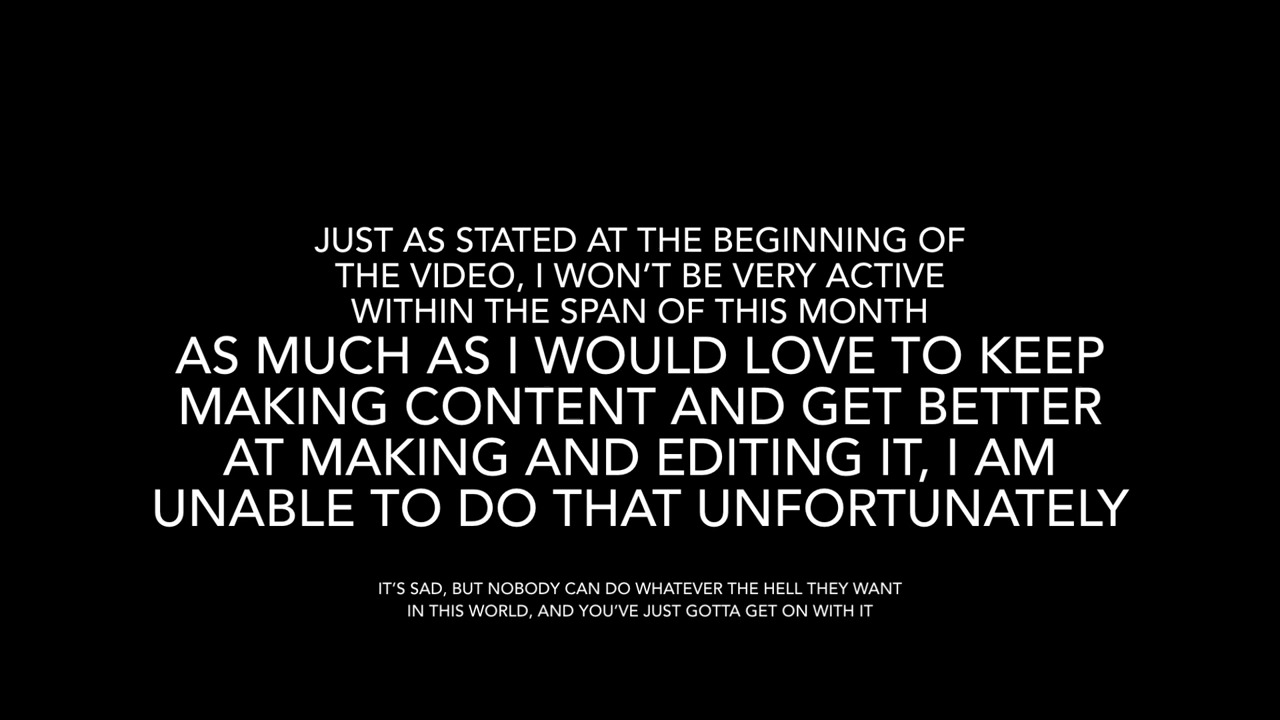 JUST AS STATED AT THE BEGINNING OF
THE VIDEO, I WON’T BE VERY ACTIVE
WITHIN THE SPAN OF THIS MONTH
AS MUCH AS I WOULD LOVE TO KEEP
MAKING CONTENT AND GET BETTER
AT MAKING AND EDITING IT, I AM
UNABLE TO DO THAT UNFORTUNATELY
IT’S SAD, BUT NOBODY CAN DO WHATEVER THE HELL THEY WANT
IN THIS WORLD, AND YOU’VE JUST GOTTA GET ON WITH IT